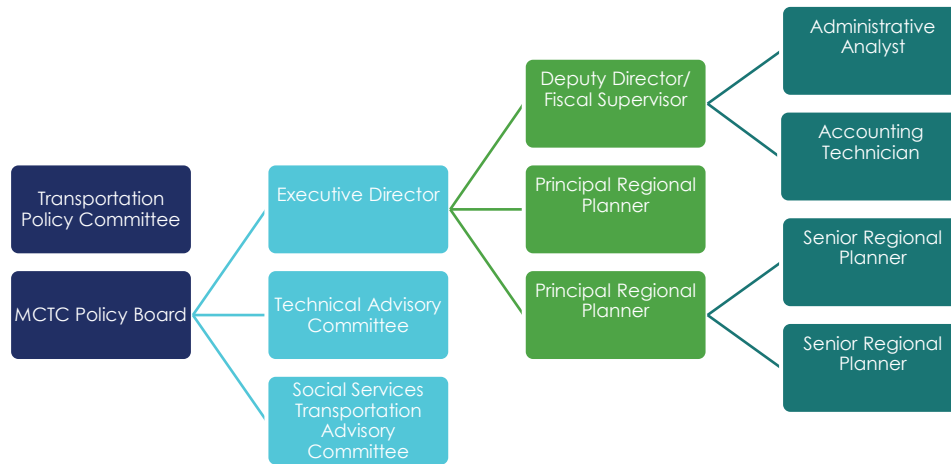 Transportation
Policy Committee
MCTC Policy Board
Executive Director
Technical Advisory
Committee
Social Services
Transportation
Advisory
Committee
Deputy Director/
Fiscal Supervisor
Principal Regional
Planner
Principal Regional
Planner
Administrative
Analyst
Accounting
Technician
Senior Regional
Planner
Senior Regional
Planner